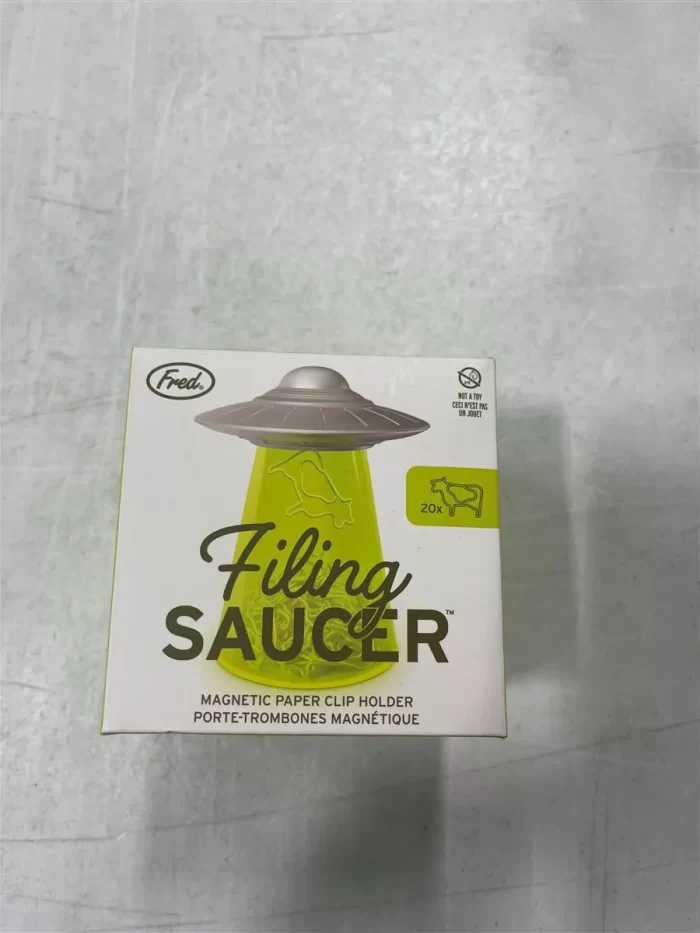 Fred®
NOT A TOY
CECI N'EST PAS
UN JOUET
20x
Filing
SAUCER™
MAGNETIC PAPER CLIP HOLDER
PORTE-TROMBONES MAGNÉTIQUE